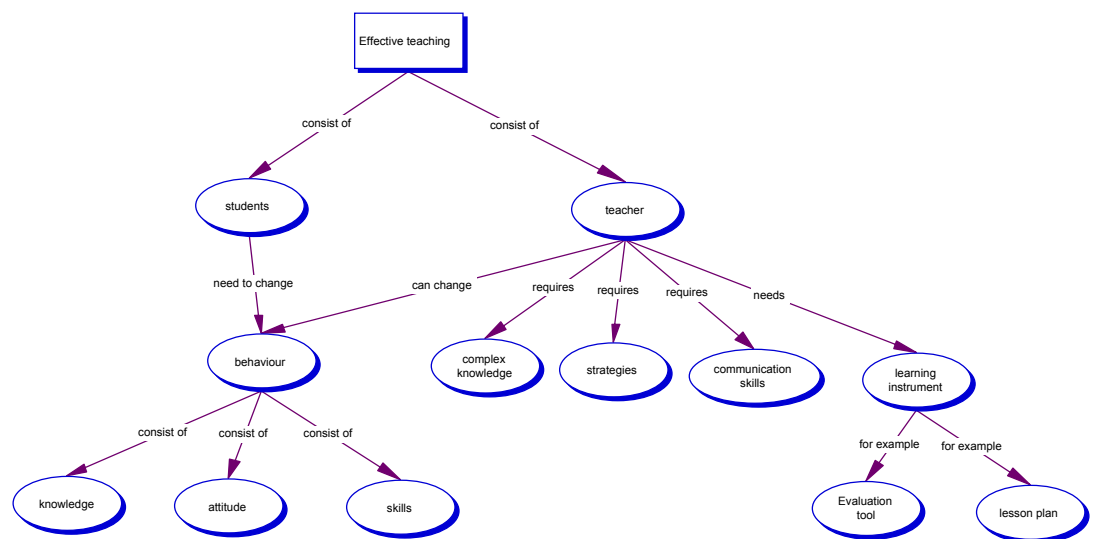 Effective teaching
consist of
consist of
students
teacher
need to change
can change
requires
requires
requires
needs
behaviour
complex
knowledge
strategies
communication
skills
learning
instrument
consist of
consist of
consist of
for example
for example
knowledge
attitude
skills
Evaluation
tool
lesson plan